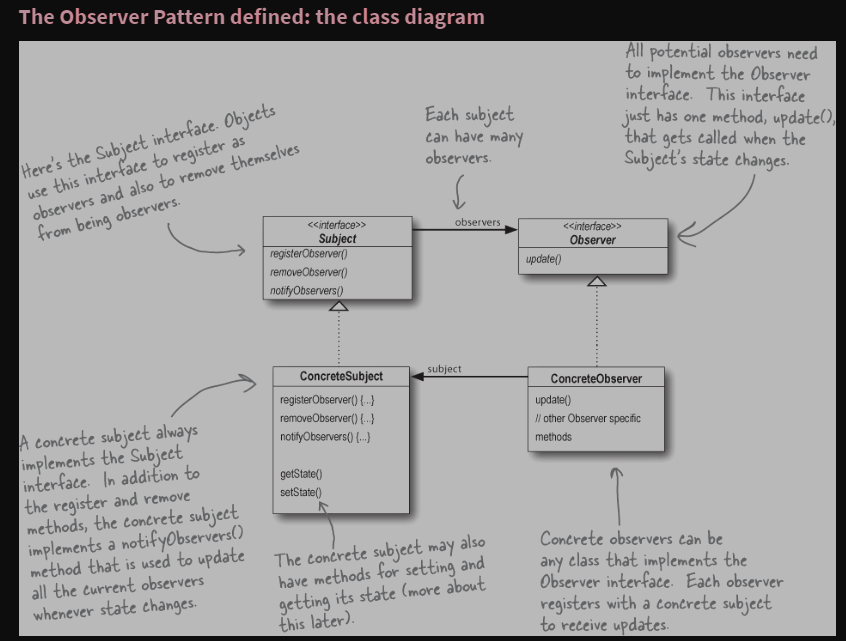 The Observer Pattern defined: the class diagram
All potential observers need
to implement the Observer
interface. This interface
just has one method, update(),
that gets called when the
Subject's state changes.
Each subject
can have many
observers.
Here's the Subject interface. Objects
use this interface to register as
observers and also to remove themselves
from being observers.
<<interface>>
Subject
registerObserver()
removeObserver()
notifyObservers()
observers
<<interface>>
Observer
update()
ConcreteSubject
registerObserver() {...}
removeObserver() {...}
notifyObservers() {...}
getState()
setState()
subject
ConcreteObserver
update()
// other Observer specific
methods
A concrete subject always
implements the Subject
interface. In addition to
the register and remove
methods, the concrete subject
implements a notifyObservers()
method that is used to update
all the current observers
whenever state changes.
The concrete subject may also
have methods for setting and
getting its state (more about
this later).
Concrete observers can be
any class that implements the
Observer interface. Each observer
registers with a concrete subject
to receive updates.